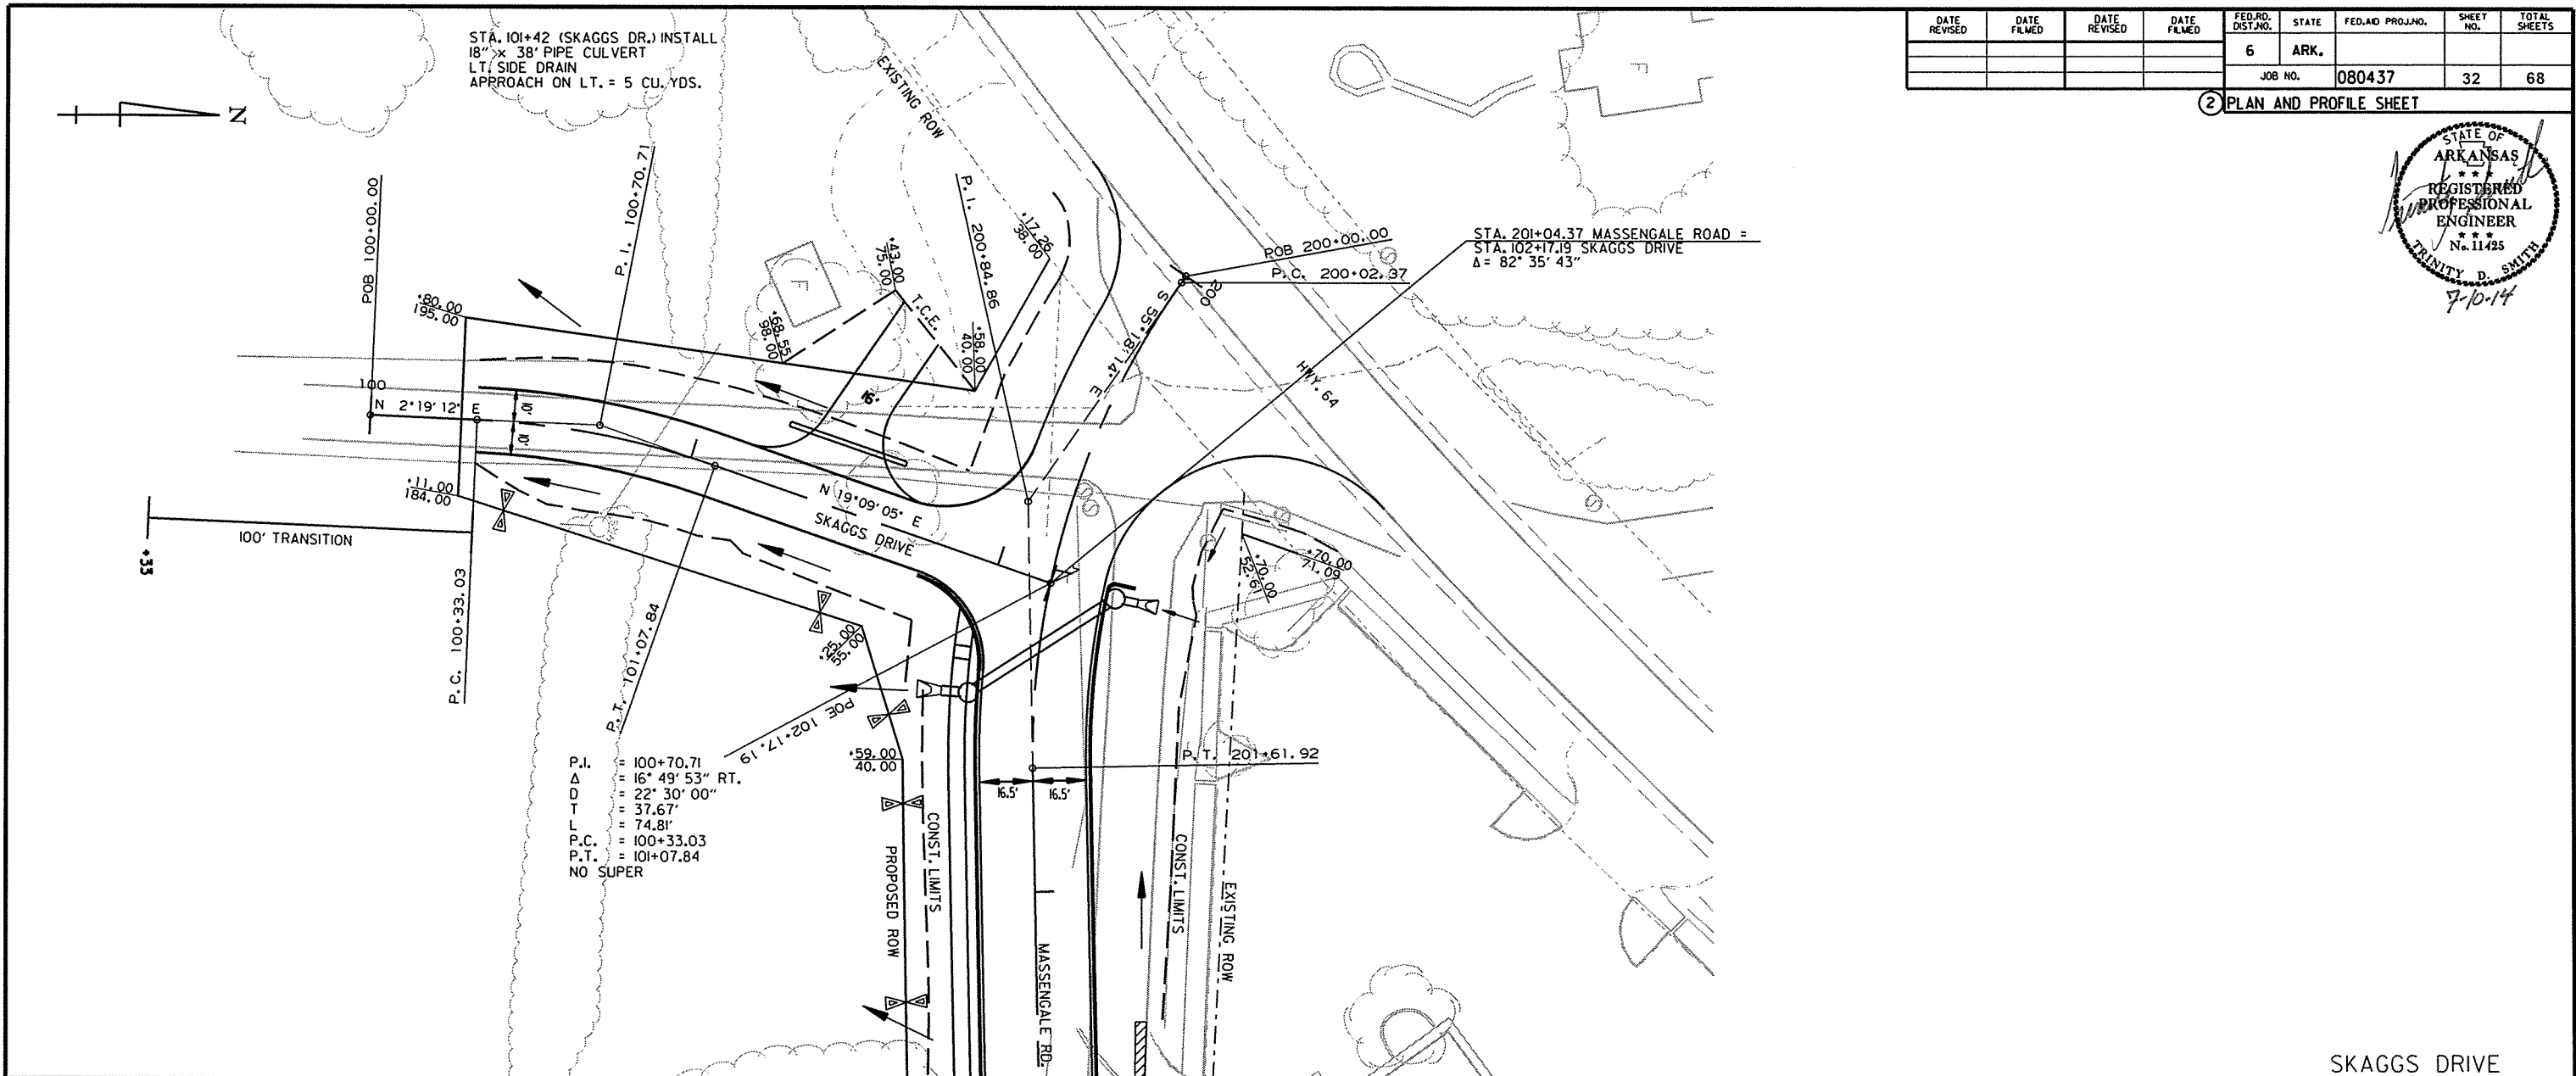 STA. 101+42 (SKAGGS DR.) INSTALL
18" x 38' PIPE CULVERT
LT. SIDE DRAIN
APPROACH ON LT. = 5 CU. YDS.
N
DATE REVISED
DATE FILMED
DATE REVISED
DATE FILMED
FED.RD. DIST.NO.
STATE
FED.AID PROJ.NO.
SHEET NO.
TOTAL SHEETS
6
ARK.
JOB NO.
080437
32
68
2 PLAN AND PROFILE SHEET
STATE OF
ARKANSAS
* * *
REGISTERED
PROFESSIONAL
ENGINEER
* * *
No. 11425
TRINITY D. SMITH
7-10-14
EXISTING ROW
POB 100+00.00
P.I. 100+70.71
P.I. 200+84.86
+17.26
38.00
+43.00
75.00
T.C.E.
+80.00
195.00
+68.55
98.00
+58.00
40.00
POB 200+00.00
P.C. 200+02.37
200
S 55°18'14" E
STA. 201+04.37 MASSENGALE ROAD =
STA. 102+17.19 SKAGGS DRIVE
Δ = 82° 35' 43"
HWY. 64
100
N 2°19'12" E
10'
10'
16'
+11.00
184.00
N 19°09'05" E
SKAGGS DRIVE
100' TRANSITION
+33
P.C. 100+33.03
P.T. 101+07.84
+25.00
55.00
+70.00
71.09
+70.00
52.61
POE 102+17.19
+59.00
40.00
P.T. 201+61.92
16.5'
16.5'
P.I. = 100+70.71
Δ = 16° 49' 53" RT.
D = 22° 30' 00"
T = 37.67'
L = 74.81'
P.C. = 100+33.03
P.T. = 101+07.84
NO SUPER
PROPOSED ROW
CONST. LIMITS
MASSENGALE RD.
CONST. LIMITS
EXISTING ROW
SKAGGS DRIVE